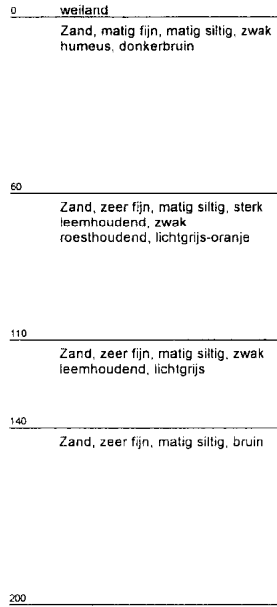 0 weiland
Zand, matig fijn, matig siltig, zwak
humeus, donkerbruin
60
Zand, zeer fijn, matig siltig, sterk
leemhoudend, zwak
roesthoudend, lichtgrijs-oranje
110
Zand, zeer fijn, matig siltig, zwak
leemhoudend, lichtgrijs
140
Zand, zeer fijn, matig siltig, bruin
200